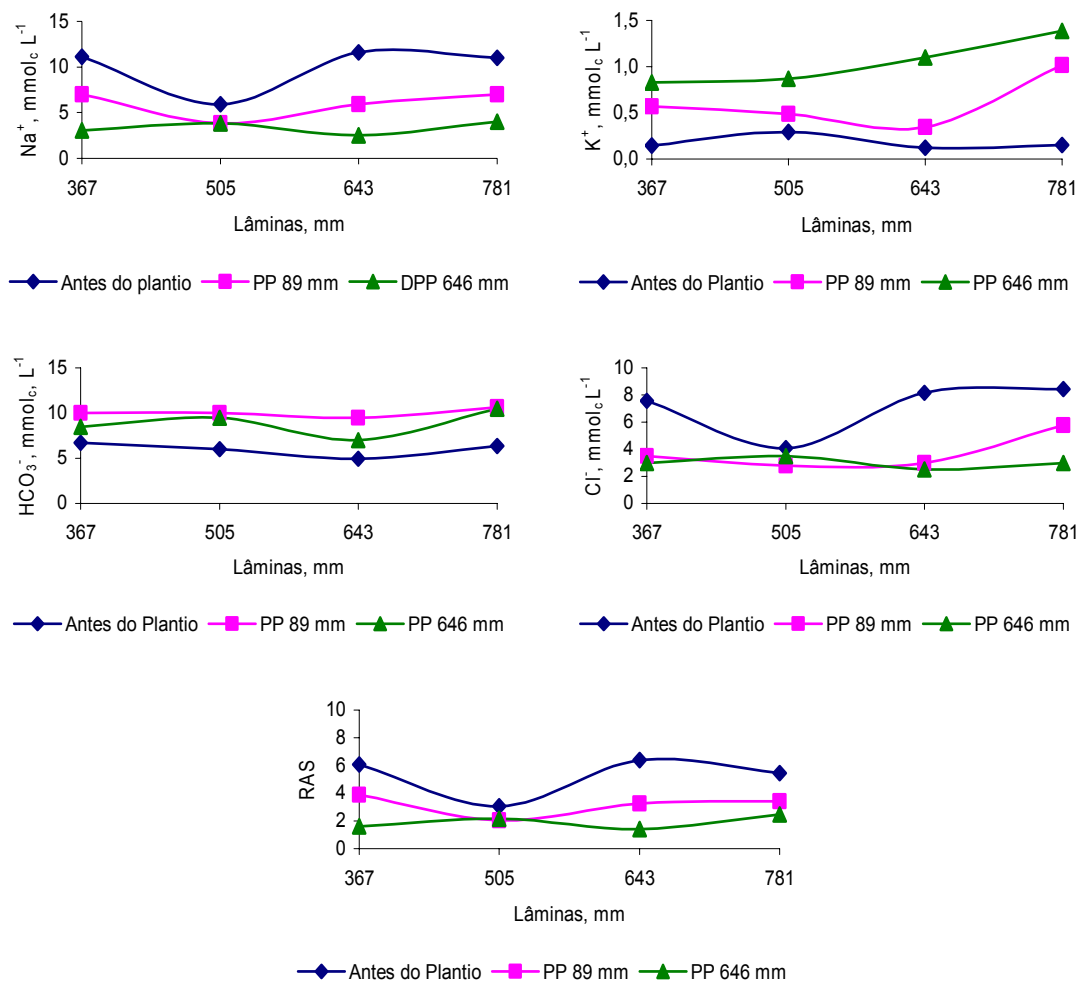 Na⁺, mmol꜀ L⁻¹
15
10
5
0
367 505 643 781
Lâminas, mm
Antes do plantio PP 89 mm DPP 646 mm
K⁺, mmol꜀ L⁻¹
1,5
1,0
0,5
0,0
367 505 643 781
Lâminas, mm
Antes do Plantio PP 89 mm PP 646 mm
HCO₃⁻, mmol꜀, L⁻¹
15
10
5
0
367 505 643 781
Lâminas, mm
Antes do Plantio PP 89 mm PP 646 mm
Cl⁻, mmol꜀ L⁻¹
10
8
6
4
2
0
367 505 643 781
Lâminas, mm
Antes do Plantio PP 89 mm PP 646 mm
RAS
10
8
6
4
2
0
367 505 643 781
Lâminas, mm
Antes do Plantio PP 89 mm PP 646 mm